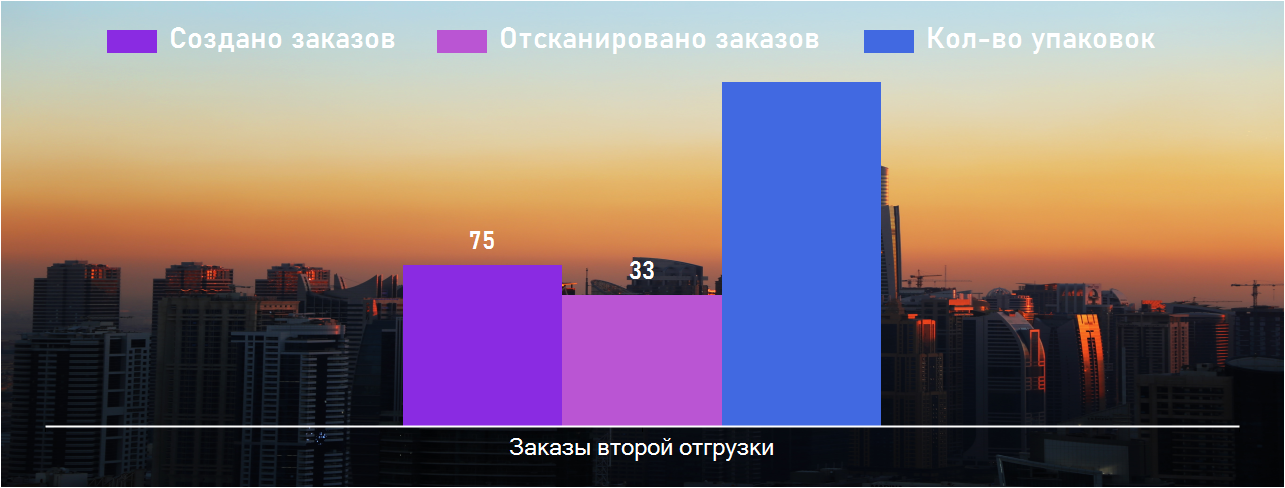 Создано заказов Отсканировано заказов Кол-во упаковок
75
33
Заказы второй отгрузки